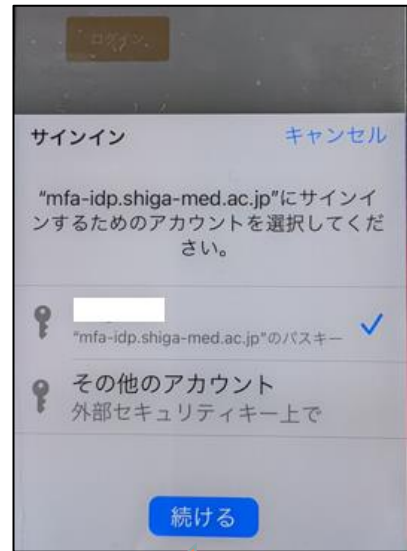 ログイン
サインイン
キャンセル
“mfa-idp.shiga-med.ac.jp”にサインイ
ンするためのアカウントを選択してくだ
さい。
“mfa-idp.shiga-med.ac.jp”のパスキー
その他のアカウント
外部セキュリティキー上で
続ける